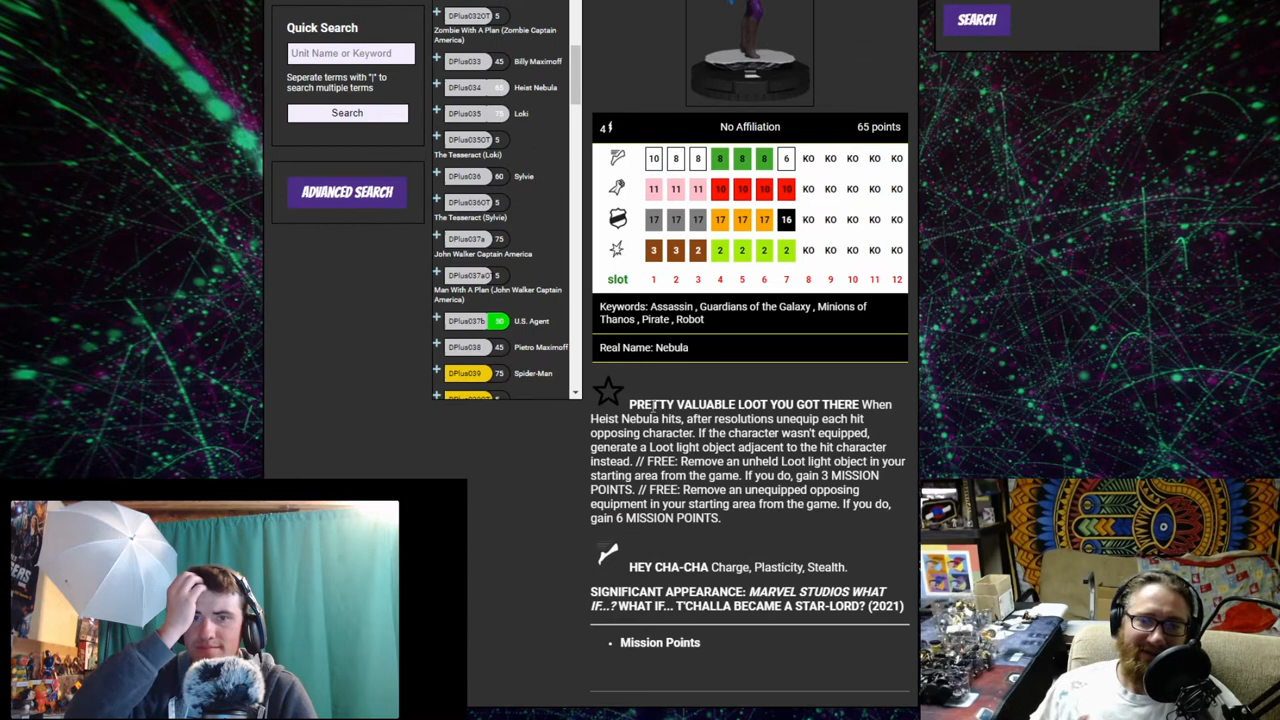 Quick Search
Unit Name or Keyword
Seperate terms with "|" to
search multiple terms
Search
ADVANCED SEARCH
DPlus032OT 5
Zombie With A Plan (Zombie Captain
America)
DPlus033 45 Billy Maximoff
DPlus034 65 Heist Nebula
DPlus035 75 Loki
DPlus035OT 5
The Tesseract (Loki)
DPlus036 60 Sylvie
DPlus036OT 5
The Tesseract (Sylvie)
DPlus037a 75
John Walker Captain America
DPlus037aOT 5
Man With A Plan (John Walker Captain
America)
DPlus037b 90 U.S. Agent
DPlus038 45 Pietro Maximoff
DPlus039 75 Spider-Man
SEARCH
4 No Affiliation 65 points
10 8 8 8 8 8 6 KO KO KO KO KO
11 11 11 10 10 10 10 KO KO KO KO KO
17 17 17 17 17 17 16 KO KO KO KO KO
3 3 2 2 2 2 2 KO KO KO KO KO
slot 1 2 3 4 5 6 7 8 9 10 11 12
Keywords: Assassin , Guardians of the Galaxy , Minions of
Thanos , Pirate , Robot
Real Name: Nebula
PRETTY VALUABLE LOOT YOU GOT THERE When
Heist Nebula hits, after resolutions unequip each hit
opposing character. If the character wasn't equipped,
generate a Loot light object adjacent to the hit character
instead. // FREE: Remove an unheld Loot light object in your
starting area from the game. If you do, gain 3 MISSION
POINTS. // FREE: Remove an unequipped opposing
equipment in your starting area from the game. If you do,
gain 6 MISSION POINTS.
HEY CHA-CHA Charge, Plasticity, Stealth.
SIGNIFICANT APPEARANCE: MARVEL STUDIOS WHAT
IF...? WHAT IF... T'CHALLA BECAME A STAR-LORD? (2021)
• Mission Points